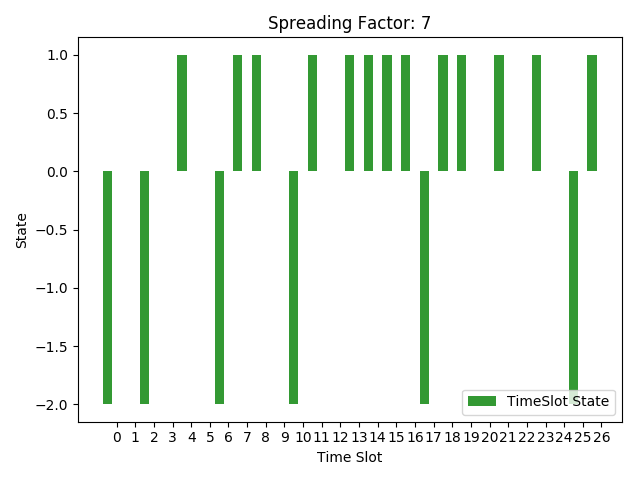 Spreading Factor: 7
1.0
0.5
0.0
−0.5
−1.0
−1.5
−2.0
State
TimeSlot State
0 1 2 3 4 5 6 7 8 9 10 11 12 13 14 15 16 17 18 19 20 21 22 23 24 25 26
Time Slot